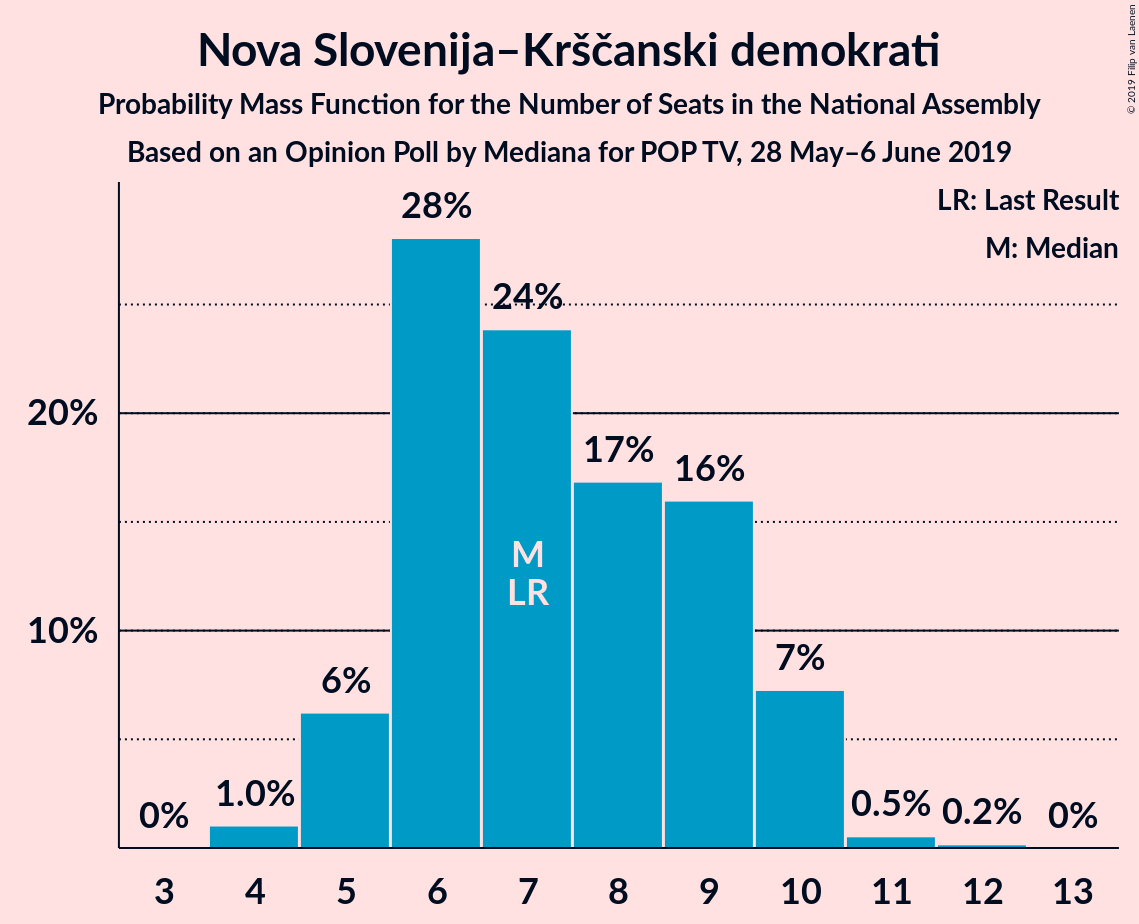 Nova Slovenija–Krščanski demokrati
Probability Mass Function for the Number of Seats in the National Assembly
Based on an Opinion Poll by Mediana for POP TV, 28 May–6 June 2019
© 2019 Filip van Laenen
LR: Last Result
M: Median
28%
24%
20%
17%
16%
M
LR
10%
7%
6%
1.0%
0%
0.5%
0.2%
0%
3 4 5 6 7 8 9 10 11 12 13